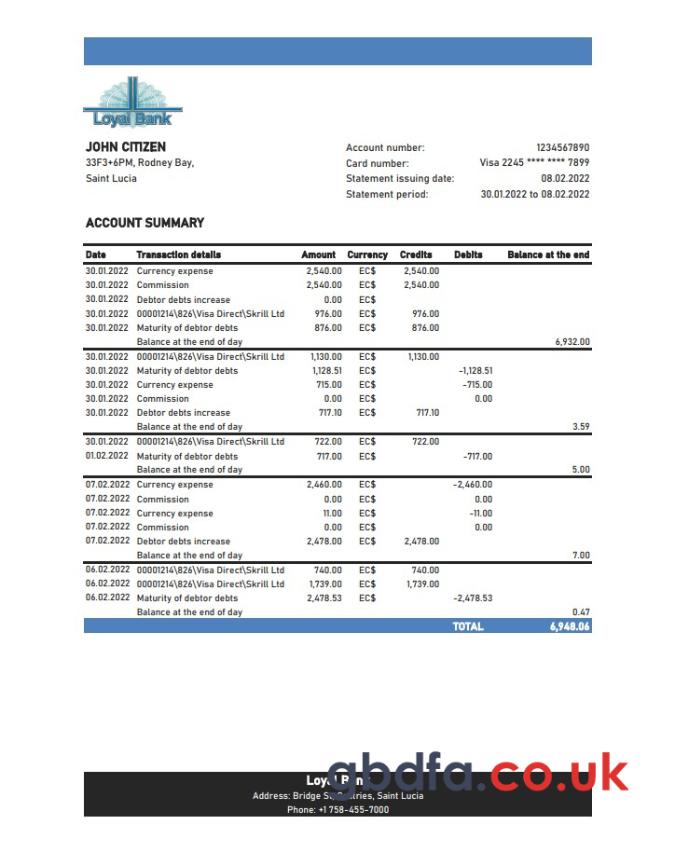 Loyal Bank
JOHN CITIZEN
33F3+6PM, Rodney Bay,
Saint Lucia
Account number: 1234567890
Card number: Visa 2245 **** **** 7899
Statement issuing date: 08.02.2022
Statement period: 30.01.2022 to 08.02.2022
ACCOUNT SUMMARY
Date Transaction details Amount Currency Credits Debits Balance at the end
30.01.2022 Currency expense 2,540.00 EC$ 2,540.00
30.01.2022 Commission 2,540.00 EC$ 2,540.00
30.01.2022 Debtor debts increase 0.00 EC$
30.01.2022 00001214\826\Visa Direct\Skrill Ltd 976.00 EC$ 976.00
30.01.2022 Maturity of debtor debts 876.00 EC$ 876.00
Balance at the end of day 6,932.00
30.01.2022 00001214\826\Visa Direct\Skrill Ltd 1,130.00 EC$ 1,130.00
30.01.2022 Maturity of debtor debts 1,128.51 EC$ -1,128.51
30.01.2022 Currency expense 715.00 EC$ -715.00
30.01.2022 Commission 0.00 EC$ 0.00
30.01.2022 Debtor debts increase 717.10 EC$ 717.10
Balance at the end of day 3.59
30.01.2022 00001214\826\Visa Direct\Skrill Ltd 722.00 EC$ 722.00
01.02.2022 Maturity of debtor debts 717.00 EC$ -717.00
Balance at the end of day 5.00
07.02.2022 Currency expense 2,460.00 EC$ -2,460.00
07.02.2022 Commission 0.00 EC$ 0.00
07.02.2022 Currency expense 11.00 EC$ -11.00
07.02.2022 Commission 0.00 EC$ 0.00
07.02.2022 Debtor debts increase 2,478.00 EC$ 2,478.00
Balance at the end of day 7.00
06.02.2022 00001214\826\Visa Direct\Skrill Ltd 740.00 EC$ 740.00
06.02.2022 00001214\826\Visa Direct\Skrill Ltd 1,739.00 EC$ 1,739.00
06.02.2022 Maturity of debtor debts 2,478.53 EC$ -2,478.53
Balance at the end of day 0.47
TOTAL 6,948.06
gbdfa.co.uk
Address: Bridge Saint Lucia
Phone: +1 758-455-7000